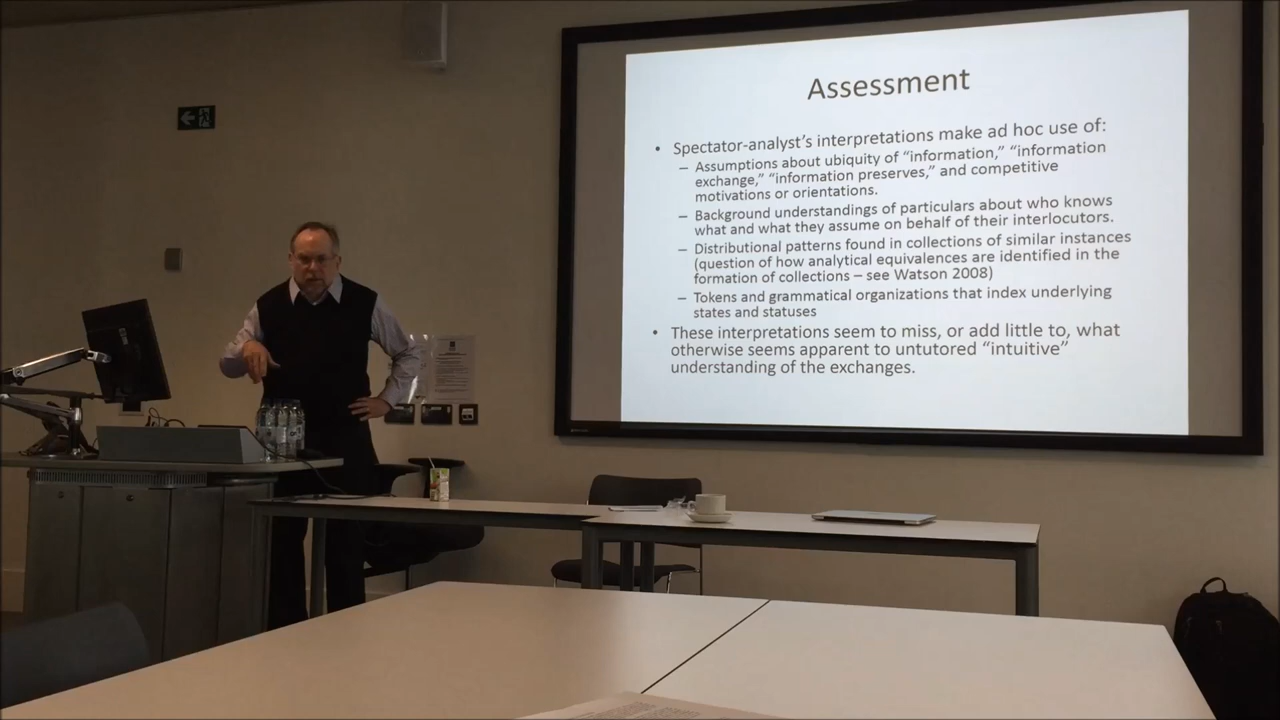 Assessment
• Spectator-analyst's interpretations make ad hoc use of:
– Assumptions about ubiquity of “information,” “information
exchange,” “information preserves,” and competitive
motivations or orientations.
– Background understandings of particulars about who knows
what and what they assume on behalf of their interlocutors.
– Distributional patterns found in collections of similar instances
(question of how analytical equivalences are identified in the
formation of collections – see Watson 2008)
– Tokens and grammatical organizations that index underlying
states and statuses
• These interpretations seem to miss, or add little to, what
otherwise seems apparent to untutored “intuitive”
understanding of the exchanges.